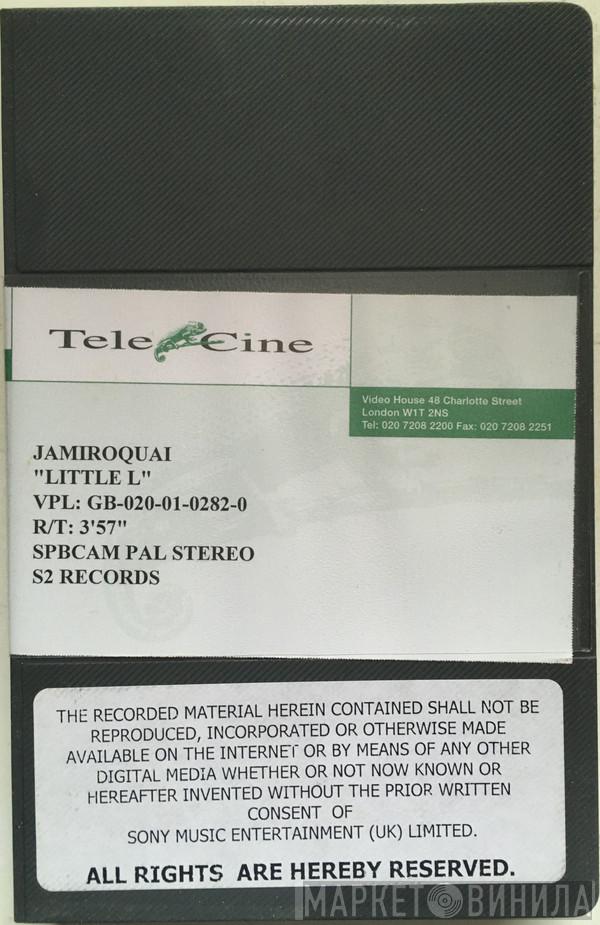 Tele Cine
Video House 48 Charlotte Street
London W1T 2NS
Tel: 020 7208 2200 Fax: 020 7208 2251
JAMIROQUAI
"LITTLE L"
VPL: GB-020-01-0282-0
R/T: 3'57"
SPBCAM PAL STEREO
S2 RECORDS
THE RECORDED MATERIAL HEREIN CONTAINED SHALL NOT BE
REPRODUCED, INCORPORATED OR OTHERWISE MADE
AVAILABLE ON THE INTERNET OR BY MEANS OF ANY OTHER
DIGITAL MEDIA WHETHER OR NOT NOW KNOWN OR
HEREAFTER INVENTED WITHOUT THE PRIOR WRITTEN
CONSENT OF
SONY MUSIC ENTERTAINMENT (UK) LIMITED.
ALL RIGHTS ARE HEREBY RESERVED.
МАРКЕТ ВИНИЛА